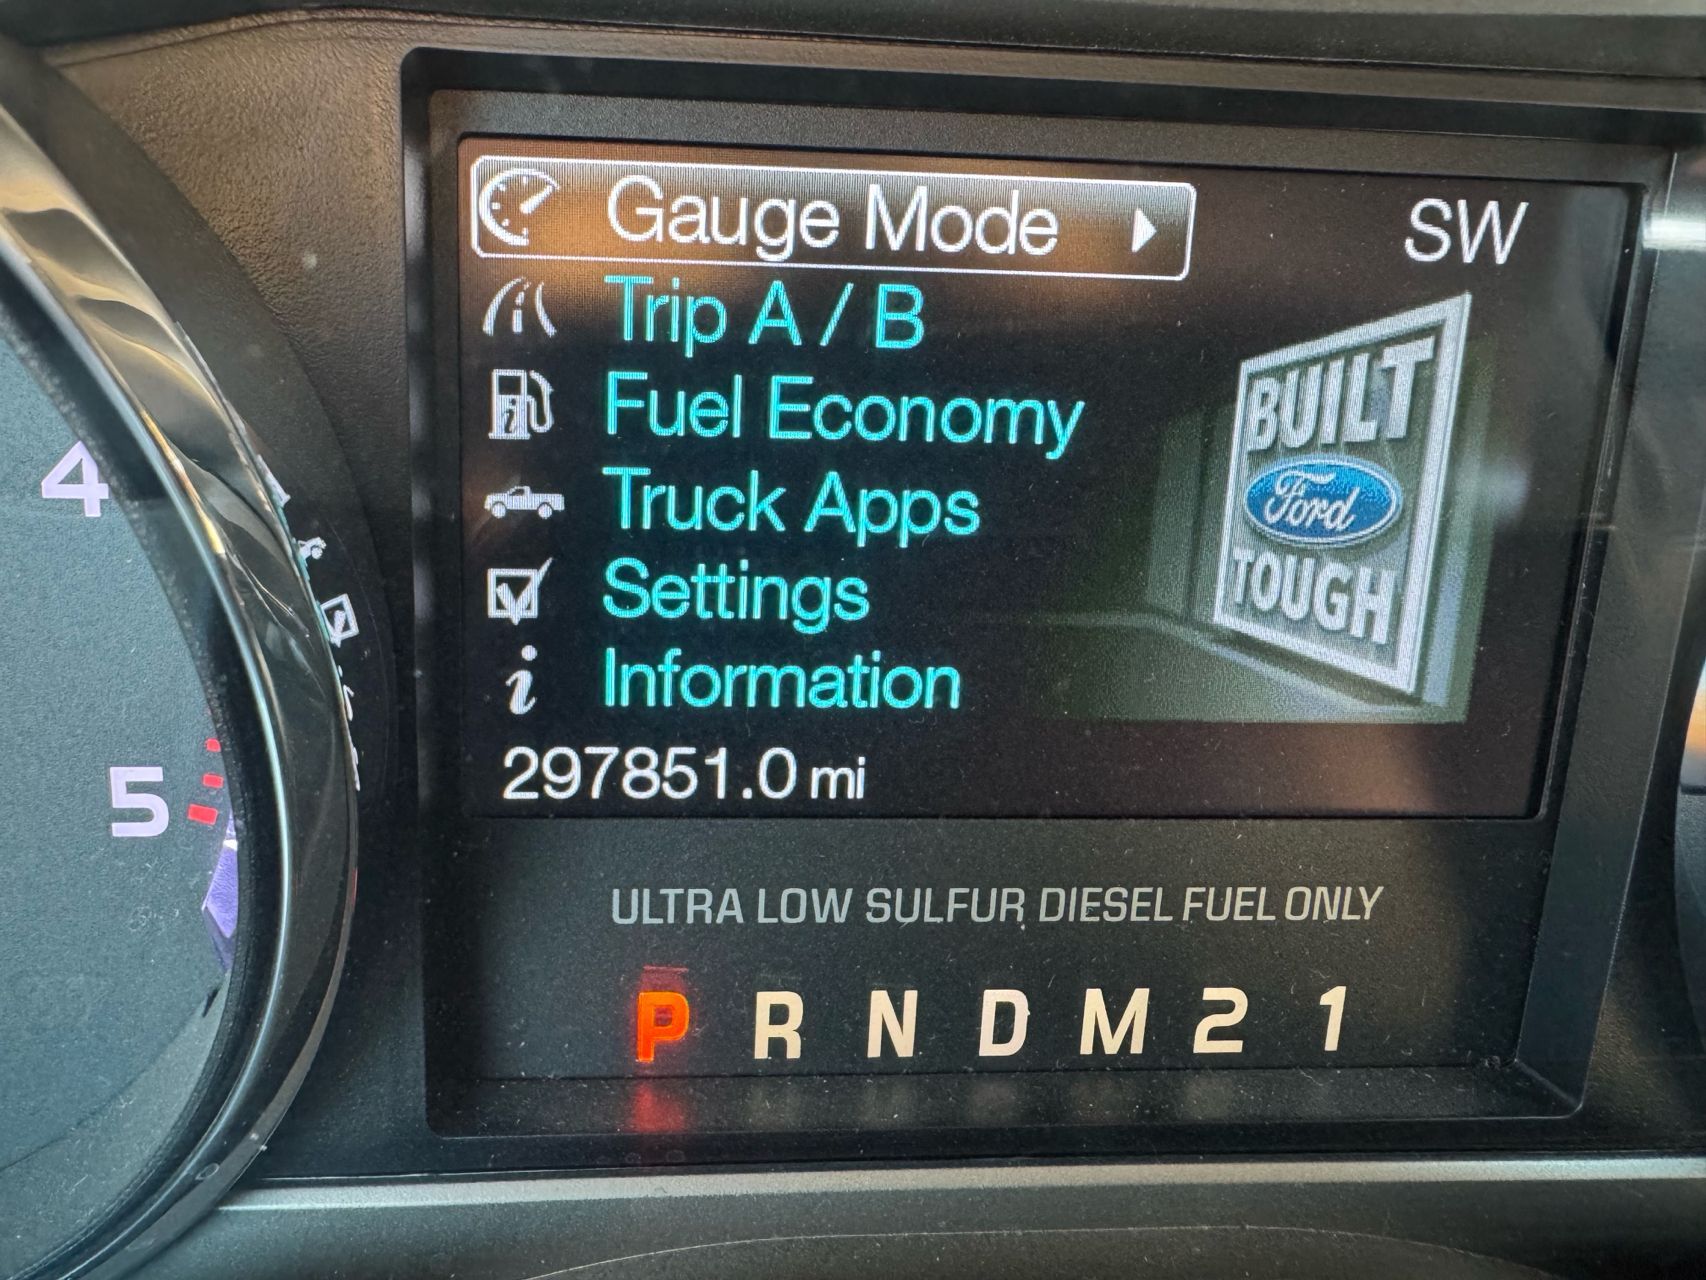 Gauge Mode
SW
Trip A / B
Fuel Economy
Truck Apps
Settings
Information
BUILT
Ford
TOUGH
297851.0 mi
4
5
ULTRA LOW SULFUR DIESEL FUEL ONLY
P R N D M 2 1